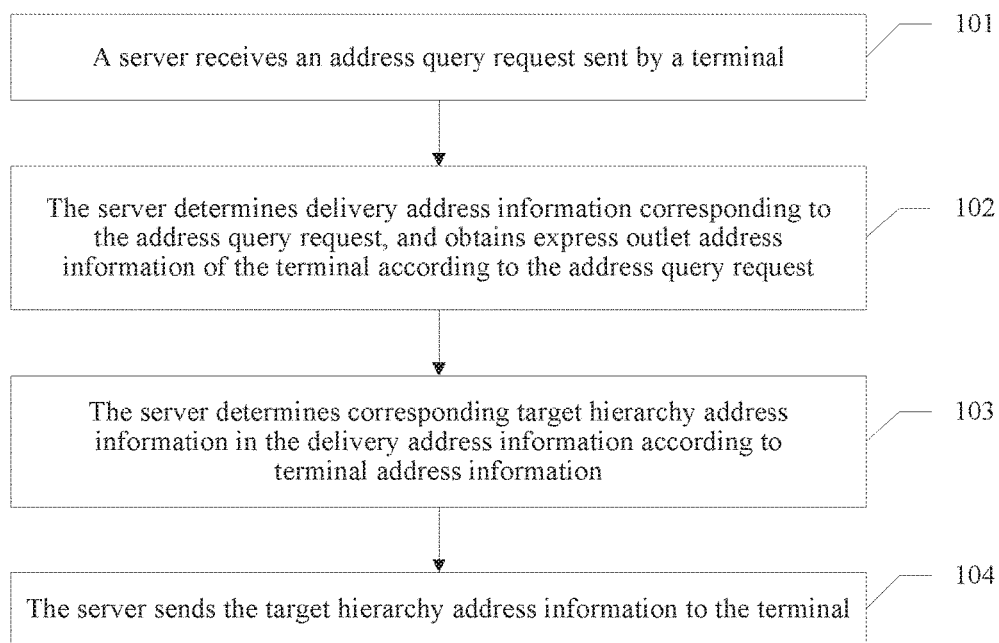 101
A server receives an address query request sent by a terminal
102
The server determines delivery address information corresponding to
the address query request, and obtains express outlet address
information of the terminal according to the address query request
103
The server determines corresponding target hierarchy address
information in the delivery address information according to
terminal address information
104
The server sends the target hierarchy address information to the terminal